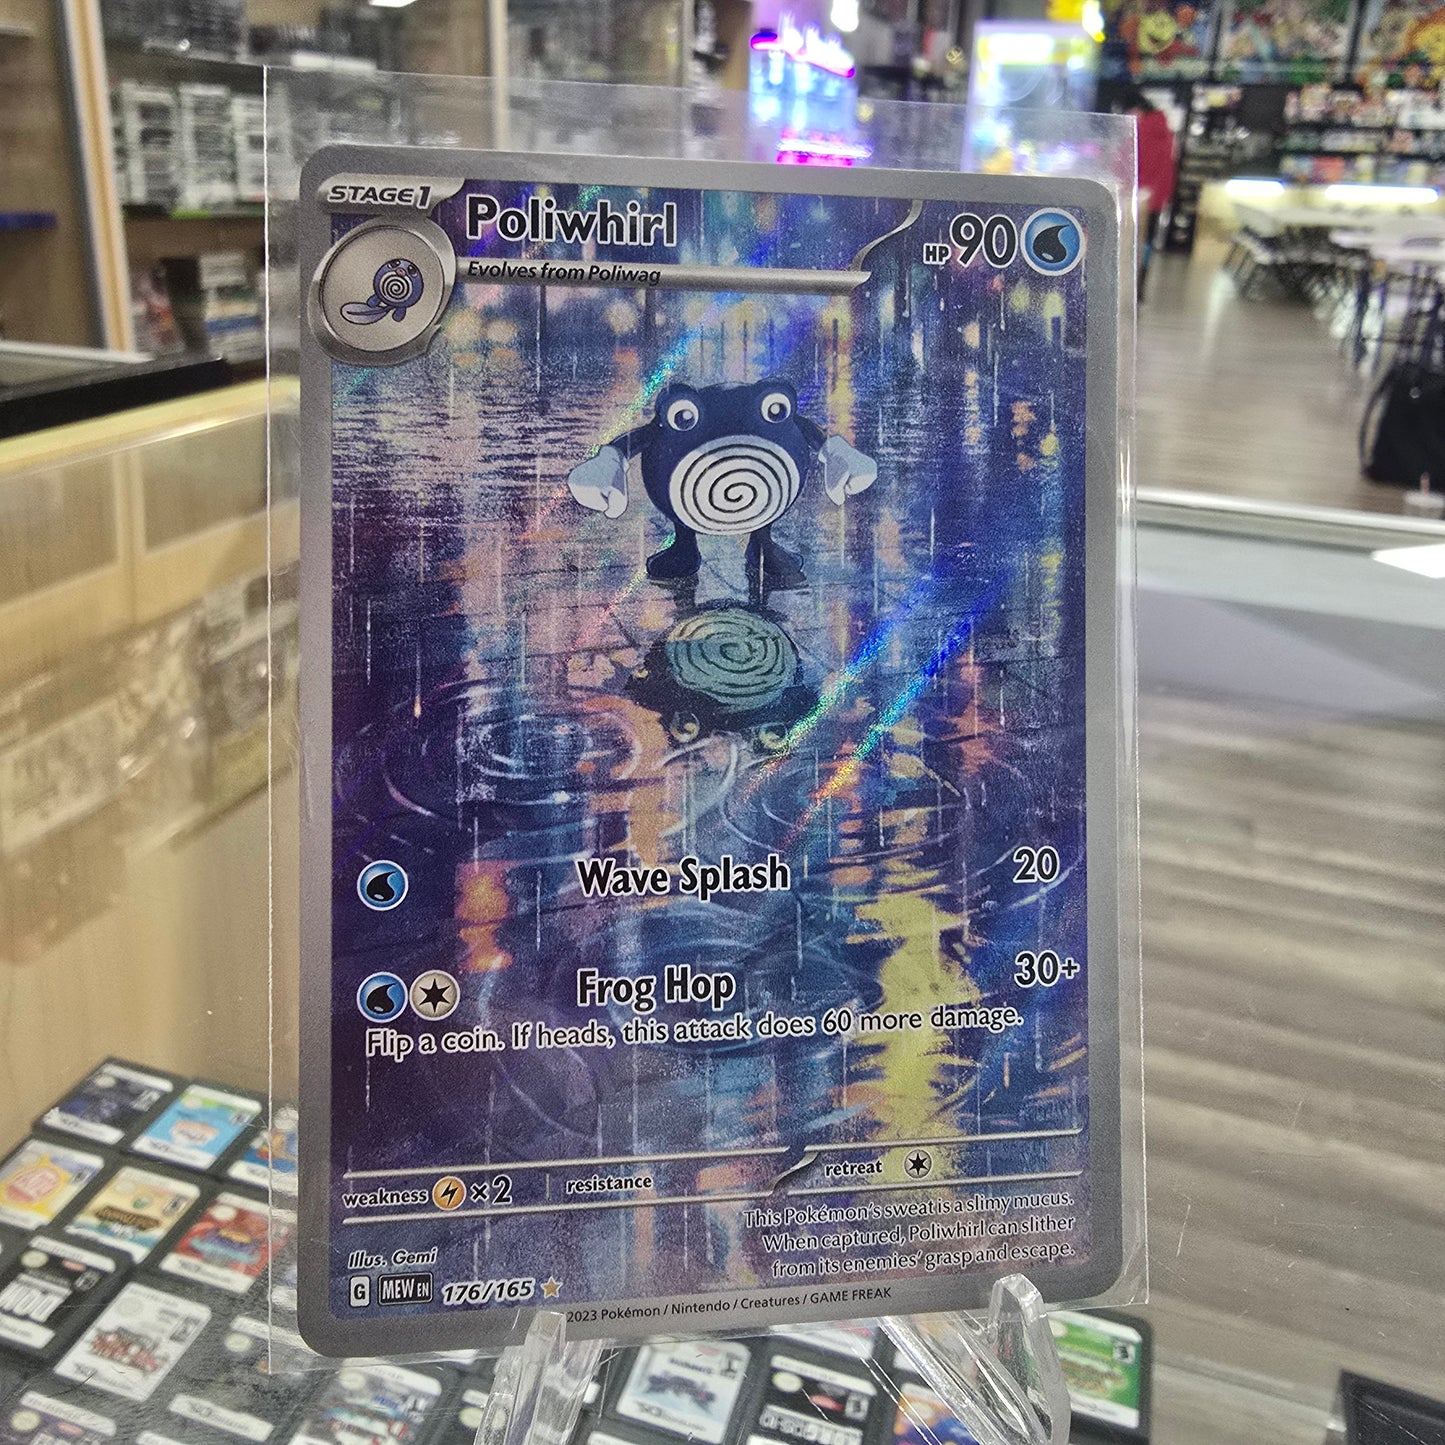 STAGE1
Poliwhirl
HP 90
Evolves from Poliwag
Wave Splash 20
Frog Hop 30+
Flip a coin. If heads, this attack does 60 more damage.
weakness ×2 resistance retreat
This Pokémon's sweat is a slimy mucus.
When captured, Poliwhirl can slither
from its enemies' grasp and escape.
Illus. Gemi
G MEW EN 176/165
2023 Pokémon / Nintendo / Creatures / GAME FREAK